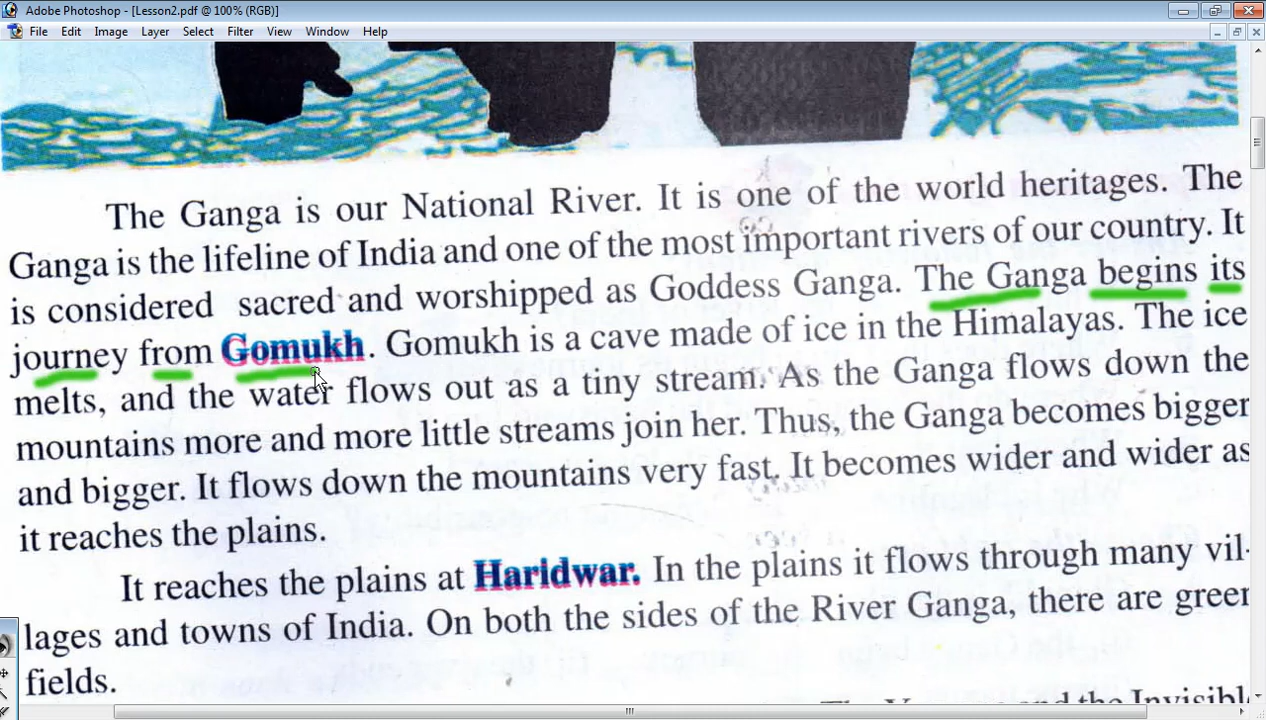 Adobe Photoshop - [Lesson2.pdf @ 100% (RGB)]
File Edit Image Layer Select Filter View Window Help
The Ganga is our National River. It is one of the world heritages. The
Ganga is the lifeline of India and one of the most important rivers of our country. It
is considered sacred and worshipped as Goddess Ganga. The Ganga begins its
journey from Gomukh. Gomukh is a cave made of ice in the Himalayas. The ice
melts, and the water flows out as a tiny stream. As the Ganga flows down the
mountains more and more little streams join her. Thus, the Ganga becomes bigger
and bigger. It flows down the mountains very fast. It becomes wider and wider as
it reaches the plains.
It reaches the plains at Haridwar. In the plains it flows through many vil-
lages and towns of India. On both the sides of the River Ganga, there are green
fields.